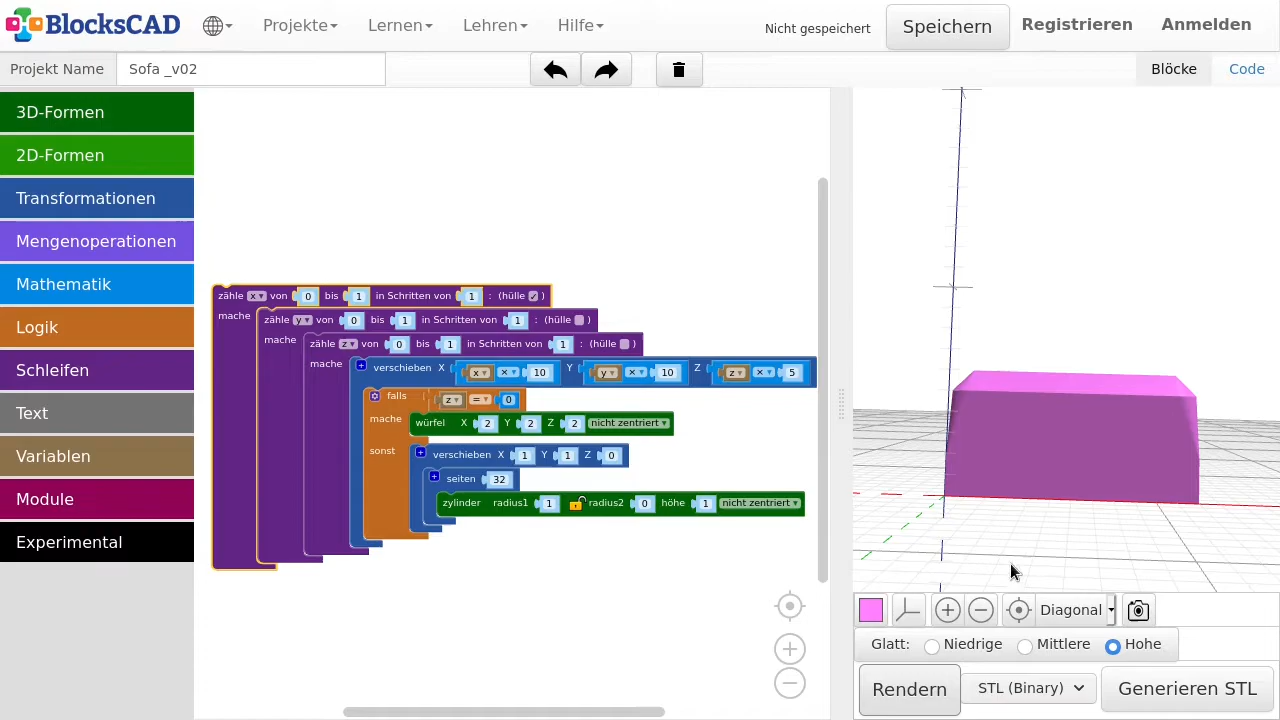 BlocksCAD
Projekte
Lernen
Lehren
Hilfe
Nicht gespeichert
Speichern
Registrieren
Anmelden
Projekt Name
Sofa _v02
Blöcke
Code
3D-Formen
2D-Formen
Transformationen
Mengenoperationen
Mathematik
Logik
Schleifen
Text
Variablen
Module
Experimental
zähle x von 0 bis 1 in Schritten von 1 : (hülle ✓ )
mache zähle y von 0 bis 1 in Schritten von 1 : (hülle )
mache zähle z von 0 bis 1 in Schritten von 1 : (hülle )
mache verschieben X x × 10 Y y × 10 Z z × 5
falls z = 0
mache würfel X 2 Y 2 Z 2 nicht zentriert
sonst verschieben X 1 Y 1 Z 0
seiten 32
zylinder radius1 1 radius2 0 höhe 1 nicht zentriert
Diagonal
Glatt: Niedrige Mittlere Hohe
Rendern
STL (Binary)
Generieren STL